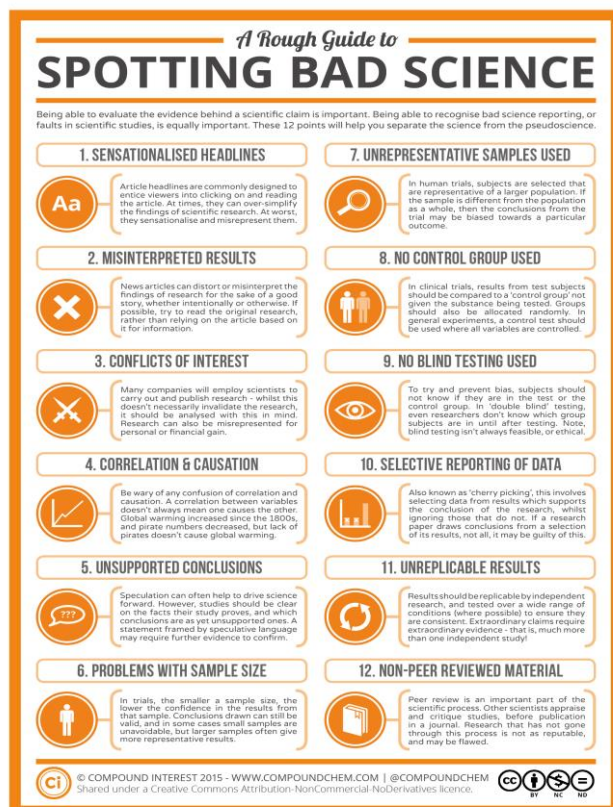 A Rough Guide to
SPOTTING BAD SCIENCE
Being able to evaluate the evidence behind a scientific claim is important. Being able to recognise bad science reporting, or
faults in scientific studies, is equally important. These 12 points will help you separate the science from the pseudoscience.
1. SENSATIONALISED HEADLINES
Aa
Article headlines are commonly designed to
entice viewers into clicking on and reading
the article. At times, they can over-simplify
the findings of scientific research. At worst,
they sensationalise and misrepresent them.
2. MISINTERPRETED RESULTS
News articles can distort or misinterpret the
findings of research for the sake of a good
story, whether intentionally or otherwise. If
possible, try to read the original research,
rather than relying on the article based on
it for information.
3. CONFLICTS OF INTEREST
Many companies will employ scientists to
carry out and publish research - whilst this
doesn't necessarily invalidate the research,
it should be analysed with this in mind.
Research can also be misrepresented for
personal or financial gain.
4. CORRELATION & CAUSATION
Be wary of any confusion of correlation and
causation. A correlation between variables
doesn't always mean one causes the other.
Global warming increased since the 1800s,
and pirate numbers decreased, but lack of
pirates doesn't cause global warming.
5. UNSUPPORTED CONCLUSIONS
???
Speculation can often help to drive science
forward. However, studies should be clear
on the facts their study proves, and which
conclusions are as yet unsupported ones. A
statement framed by speculative language
may require further evidence to confirm.
6. PROBLEMS WITH SAMPLE SIZE
In trials, the smaller a sample size, the
lower the confidence in the results from
that sample. Conclusions drawn can still be
valid, and in some cases small samples are
unavoidable, but larger samples often give
more representative results.
7. UNREPRESENTATIVE SAMPLES USED
In human trials, subjects are selected that
are representative of a larger population. If
the sample is different from the population
as a whole, then the conclusions from the
trial may be biased towards a particular
outcome.
8. NO CONTROL GROUP USED
In clinical trials, results from test subjects
should be compared to a 'control group' not
given the substance being tested. Groups
should also be allocated randomly. In
general experiments, a control test should
be used where all variables are controlled.
9. NO BLIND TESTING USED
To try and prevent bias, subjects should
not know if they are in the test or the
control group. In 'double blind' testing,
even researchers don't know which group
subjects are in until after testing. Note,
blind testing isn't always feasible, or ethical.
10. SELECTIVE REPORTING OF DATA
Also known as 'cherry picking', this involves
selecting data from results which supports
the conclusion of the research, whilst
ignoring those that do not. If a research
paper draws conclusions from a selection
of its results, not all, it may be guilty of this.
11. UNREPLICABLE RESULTS
Results should be replicable by independent
research, and tested over a wide range of
conditions (where possible) to ensure they
are consistent. Extraordinary claims require
extraordinary evidence - that is, much more
than one independent study!
12. NON-PEER REVIEWED MATERIAL
Peer review is an important part of the
scientific process. Other scientists appraise
and critique studies, before publication
in a journal. Research that has not gone
through this process is not as reputable,
and may be flawed.
Ci
© COMPOUND INTEREST 2015 - WWW.COMPOUNDCHEM.COM | @COMPOUNDCHEM
Shared under a Creative Commons Attribution-NonCommercial-NoDerivatives licence.
cc
BY NC ND